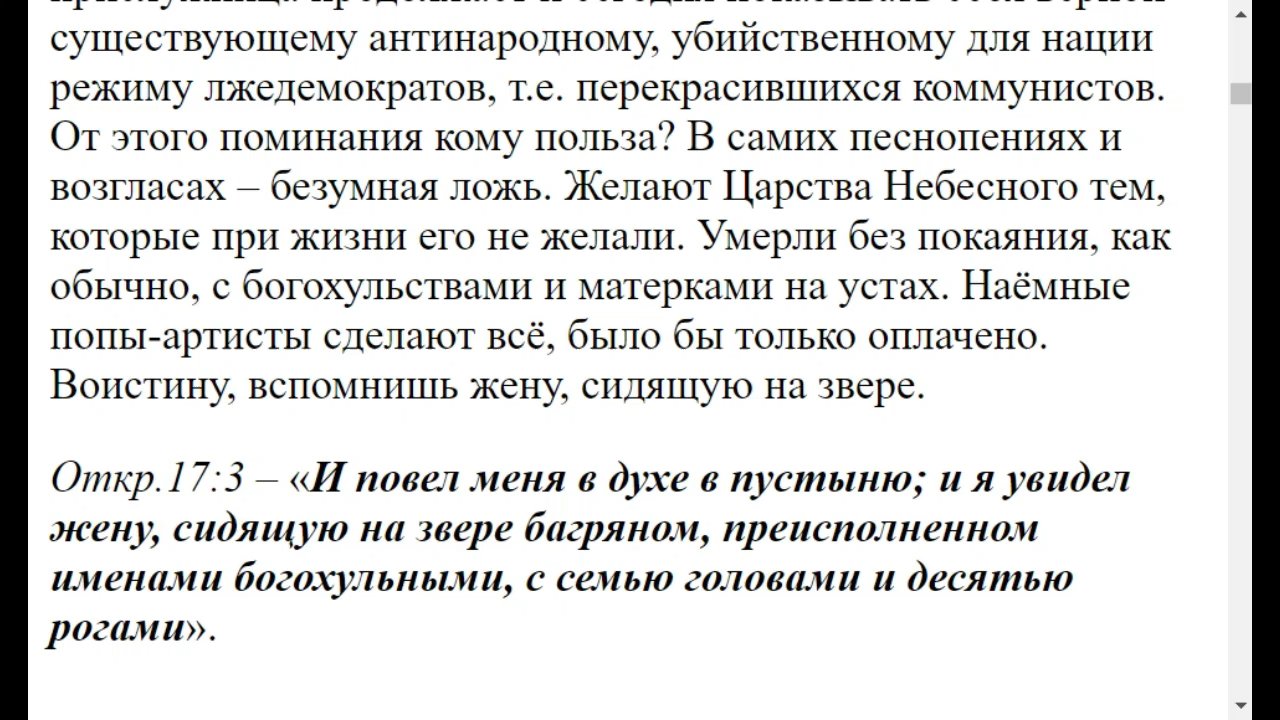 существующему антинародному, убийственному для нации
режиму лжедемократов, т.е. перекрасившихся коммунистов.
От этого поминания кому польза? В самих песнопениях и
возгласах – безумная ложь. Желают Царства Небесного тем,
которые при жизни его не желали. Умерли без покаяния, как
обычно, с богохульствами и матерками на устах. Наёмные
попы-артисты сделают всё, было бы только оплачено.
Воистину, вспомнишь жену, сидящую на звере.
Откр.17:3 – «И повел меня в духе в пустыню; и я увидел
жену, сидящую на звере багряном, преисполненном
именами богохульными, с семью головами и десятью
рогами».